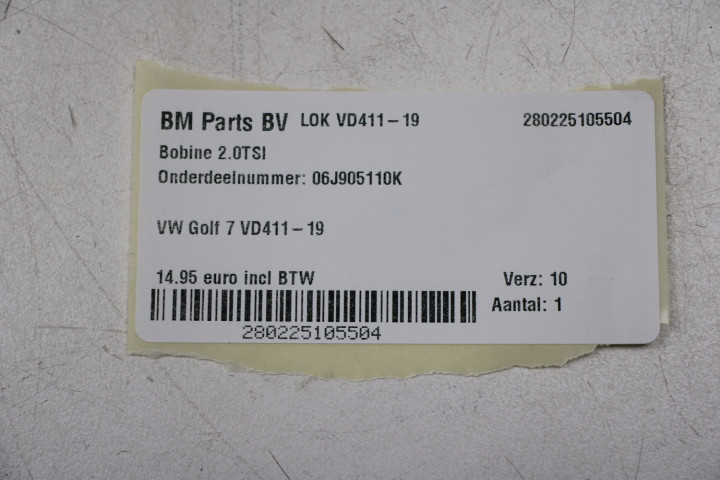 BM Parts BV LOK VD411-19 280225105504
Bobine 2.0TSI
Onderdeelnummer: 06J905110K
VW Golf 7 VD411-19
14.95 euro incl BTW Verz: 10
Aantal: 1
280225105504